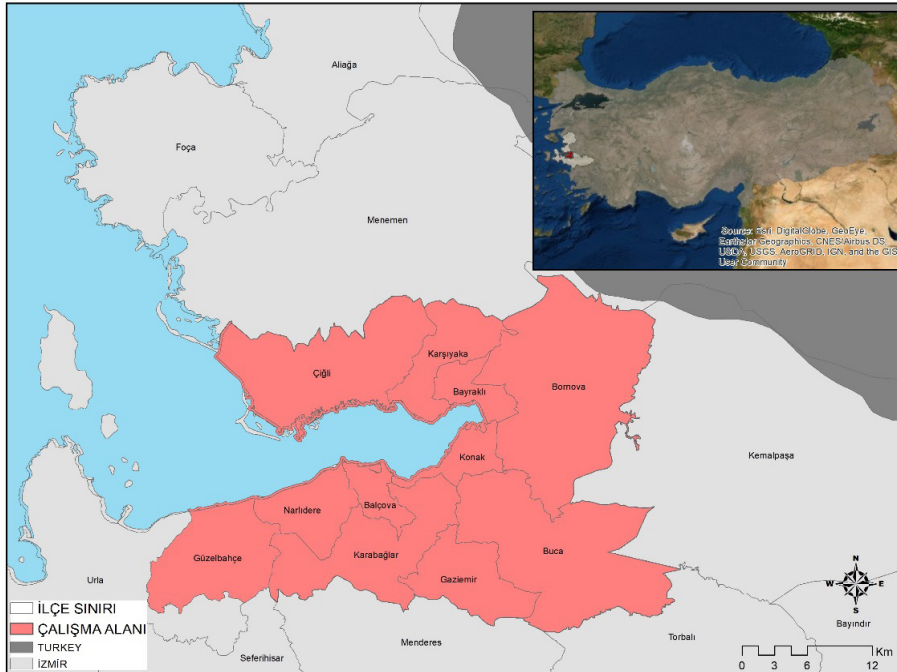 Aliağa
Foça
Menemen
Source: Esri, DigitalGlobe, GeoEye,
Earthstar Geographics, CNES/Airbus DS,
USDA, USGS, AeroGRID, IGN, and the GIS
User Community
Karşıyaka
Çiğli
Bayraklı
Bornova
Konak
Kemalpaşa
Narlıdere
Balçova
Güzelbahçe
Karabağlar
Buca
Gaziemir
Urla
N
W E
S
İLÇE SINIRI
ÇALIŞMA ALANI
TURKEY
İZMİR
Seferihisar
Menderes
Torbalı
Bayındır
Km
0 3 6 12